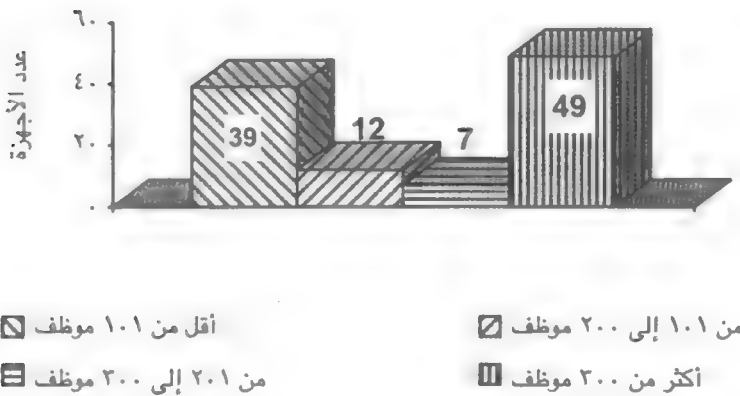 ٦٠
٤٠
٢٠
٠
عدد الأجهزة
39
12
7
49
من ١٠١ إلى ٢٠٠ موظف
أقل من ١٠١ موظف
أكثر من ٣٠٠ موظف
من ٢٠١ إلى ٣٠٠ موظف